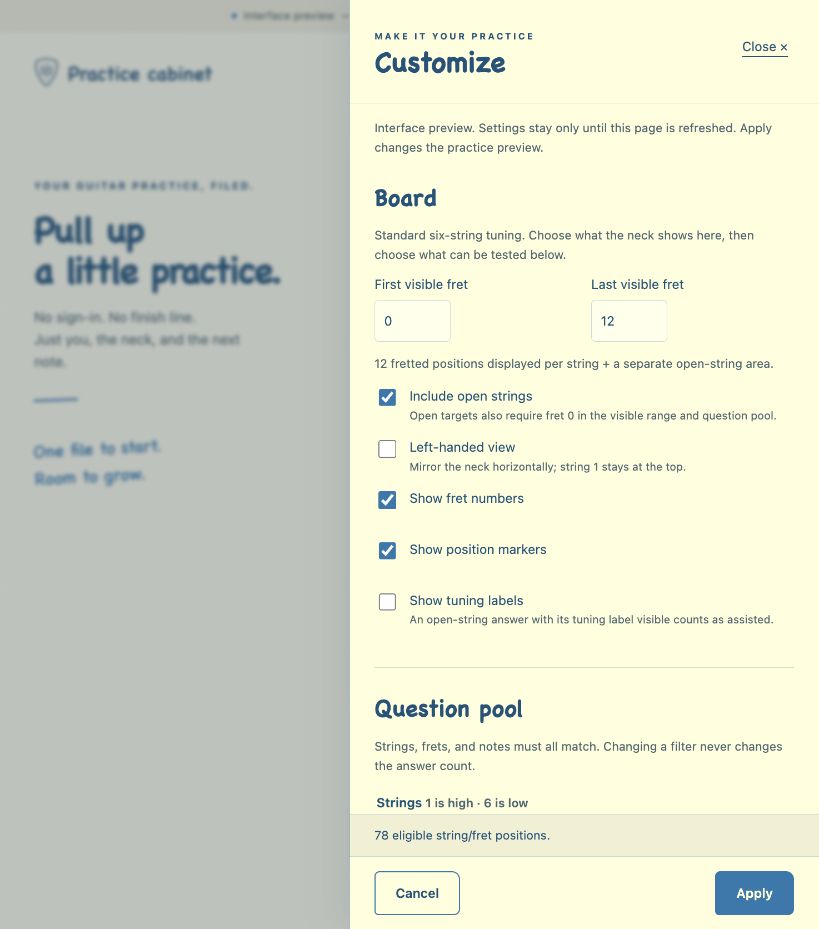 Interface preview
MAKE IT YOUR PRACTICE
Customize
Close ×
Practice cabinet
Interface preview. Settings stay only until this page is refreshed. Apply
changes the practice preview.
YOUR GUITAR PRACTICE, FILED.
Pull up
a little practice.
No sign-in. No finish line.
Just you, the neck, and the next
note.
One file to start.
Room to grow.
Board
Standard six-string tuning. Choose what the neck shows here, then
choose what can be tested below.
First visible fret
Last visible fret
0
12
12 fretted positions displayed per string + a separate open-string area.
Include open strings
Open targets also require fret 0 in the visible range and question pool.
Left-handed view
Mirror the neck horizontally; string 1 stays at the top.
Show fret numbers
Show position markers
Show tuning labels
An open-string answer with its tuning label visible counts as assisted.
Question pool
Strings, frets, and notes must all match. Changing a filter never changes
the answer count.
Strings 1 is high · 6 is low
78 eligible string/fret positions.
Cancel
Apply